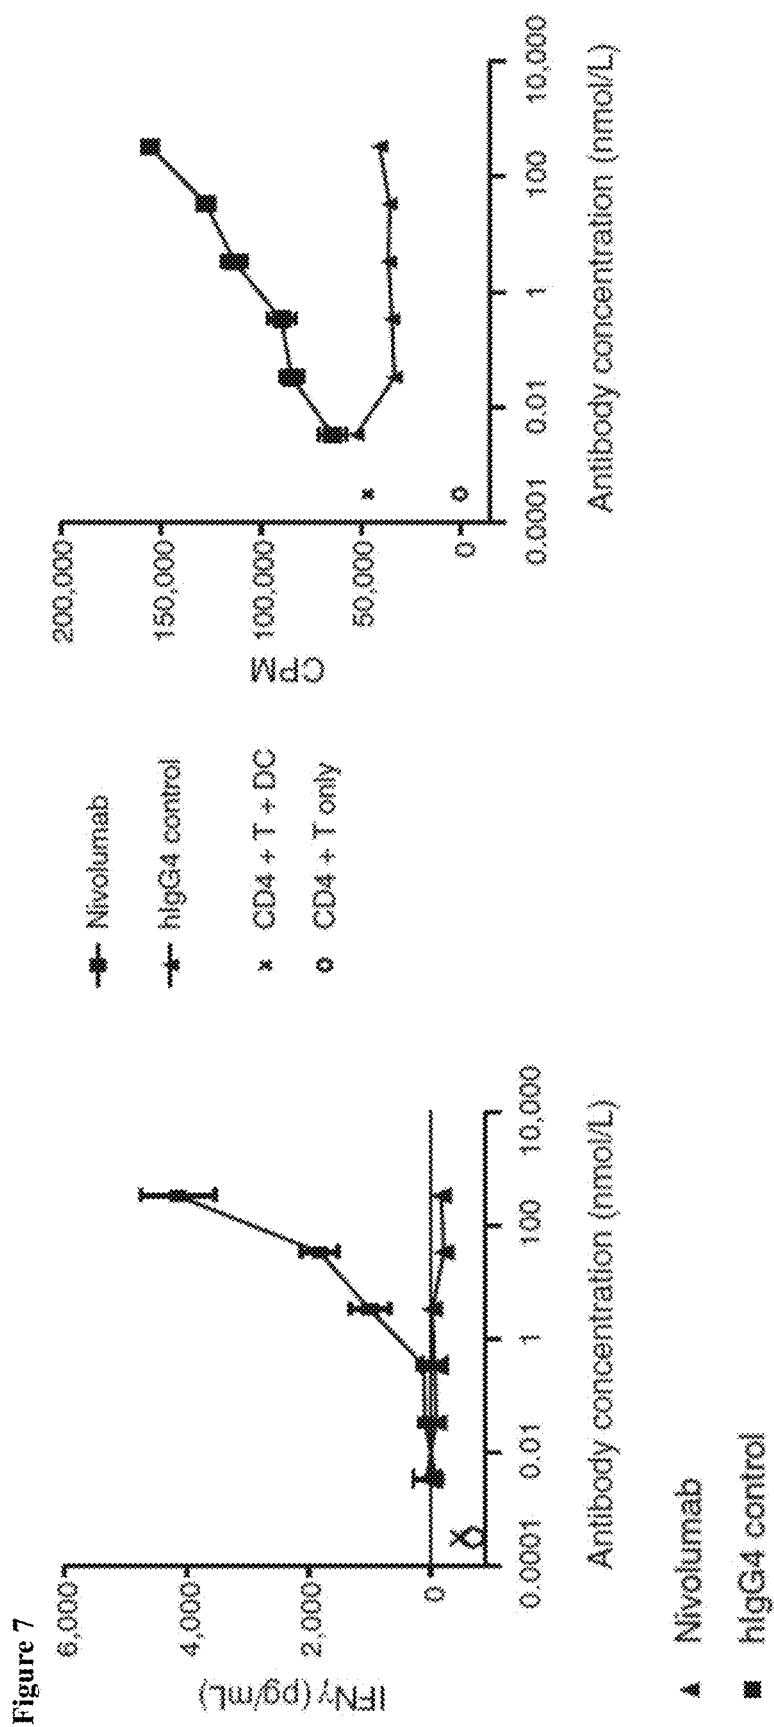 Figure 7
IFNγ (pg/mL)
6,000
4,000
2,000
0
0.0001
0.01
1
100
10,000
Antibody concentration (nmol/L)
▲ Nivolumab
■ hIgG4 control
Nivolumab
hIgG4 control
× CD4 + T + DC
o CD4 + T only
CPM
200,000
150,000
100,000
50,000
0
0.0001
0.01
1
100
10,000
Antibody concentration (nmol/L)